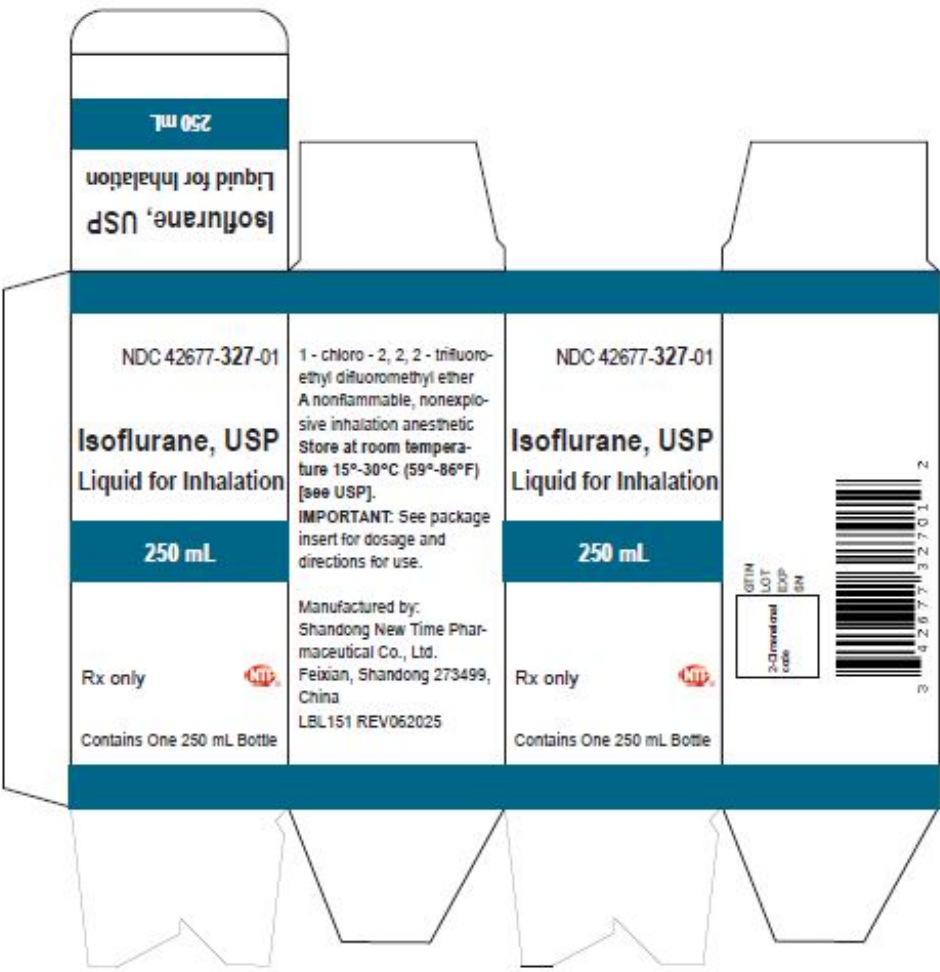 250 mL
Liquid for Inhalation
Isoflurane, USP
NDC 42677-327-01
Isoflurane, USP
Liquid for Inhalation
250 mL
Rx only
NTP
Contains One 250 mL Bottle
1 - chloro - 2, 2, 2 - trifluoro-
ethyl difluoromethyl ether
A nonflammable, nonexplo-
sive inhalation anesthetic
Store at room tempera-
ture 15°-30°C (59°-86°F)
[see USP].
IMPORTANT: See package
insert for dosage and
directions for use.
Manufactured by:
Shandong New Time Phar-
maceutical Co., Ltd.
Feixian, Shandong 273499,
China
LBL151 REV062025
NDC 42677-327-01
Isoflurane, USP
Liquid for Inhalation
250 mL
Rx only
NTP
Contains One 250 mL Bottle
GTIN
LOT
EXP
SN
2-Dimensional
code
3 42677 32701 2